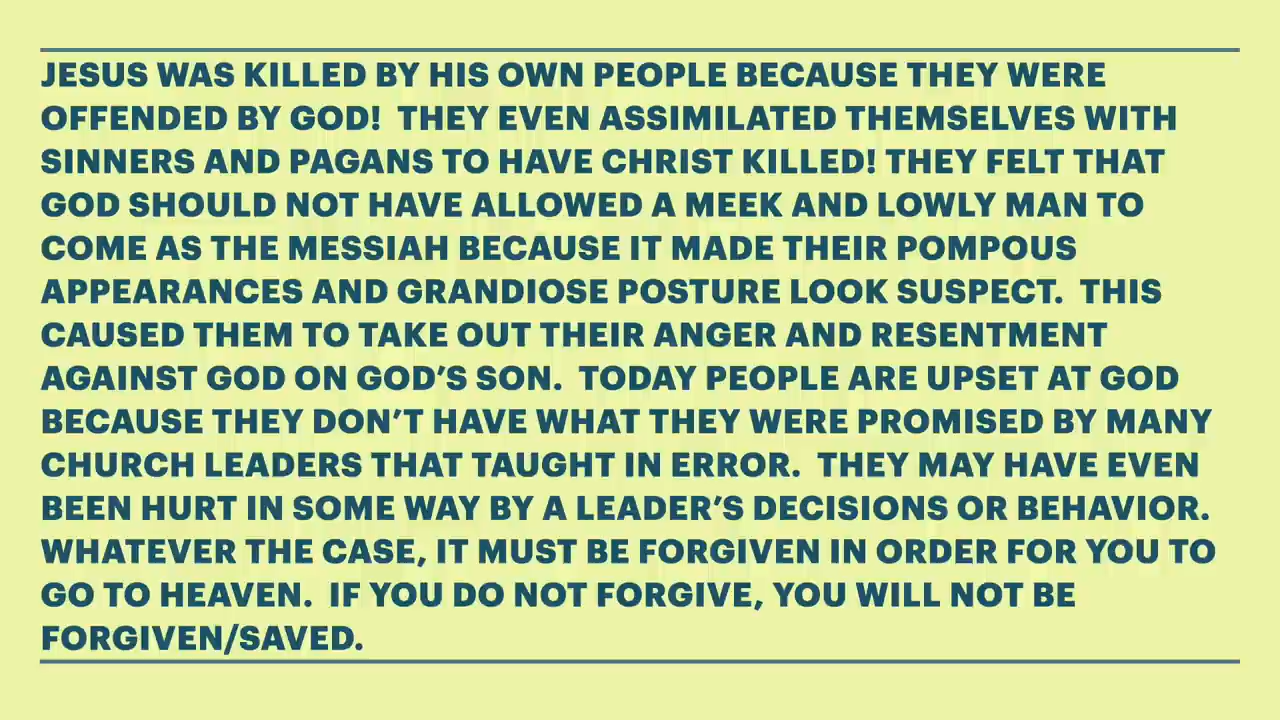 JESUS WAS KILLED BY HIS OWN PEOPLE BECAUSE THEY WERE
OFFENDED BY GOD!  THEY EVEN ASSIMILATED THEMSELVES WITH
SINNERS AND PAGANS TO HAVE CHRIST KILLED! THEY FELT THAT
GOD SHOULD NOT HAVE ALLOWED A MEEK AND LOWLY MAN TO
COME AS THE MESSIAH BECAUSE IT MADE THEIR POMPOUS
APPEARANCES AND GRANDIOSE POSTURE LOOK SUSPECT.  THIS
CAUSED THEM TO TAKE OUT THEIR ANGER AND RESENTMENT
AGAINST GOD ON GOD’S SON.  TODAY PEOPLE ARE UPSET AT GOD
BECAUSE THEY DON’T HAVE WHAT THEY WERE PROMISED BY MANY
CHURCH LEADERS THAT TAUGHT IN ERROR.  THEY MAY HAVE EVEN
BEEN HURT IN SOME WAY BY A LEADER’S DECISIONS OR BEHAVIOR.
WHATEVER THE CASE, IT MUST BE FORGIVEN IN ORDER FOR YOU TO
GO TO HEAVEN.  IF YOU DO NOT FORGIVE, YOU WILL NOT BE
FORGIVEN/SAVED.